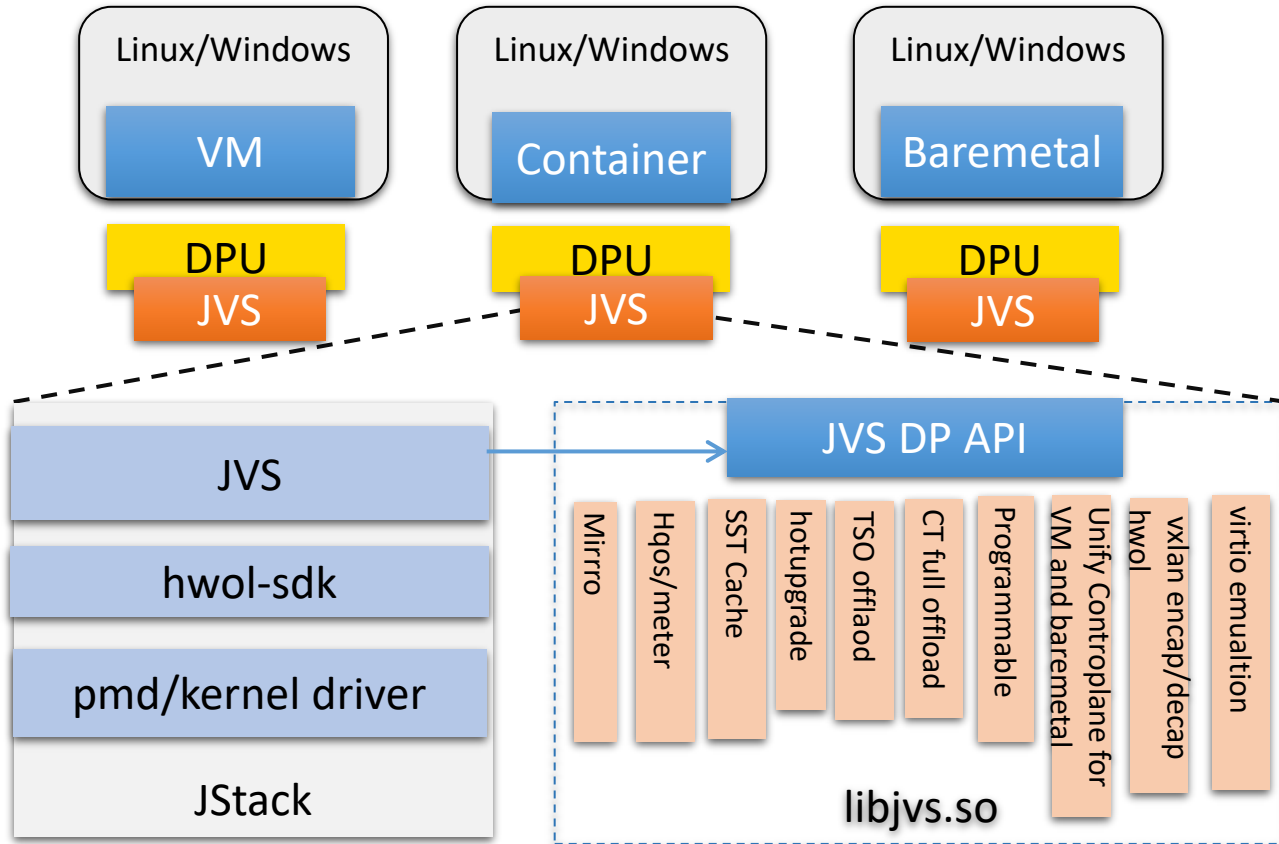 Linux/Windows
Linux/Windows
Linux/Windows
VM
Container
Baremetal
DPU
DPU
DPU
JVS
JVS
JVS
JVS
hwol-sdk
pmd/kernel driver
JStack
JVS DP API
Mirrro
Hqos/meter
SST Cache
hotupgrade
TSO offlaod
CT full offload
Programmable
Unify Controplane for
VM and baremetal
vxlan encap/decap
hwol
virtio emualtion
libjvs.so